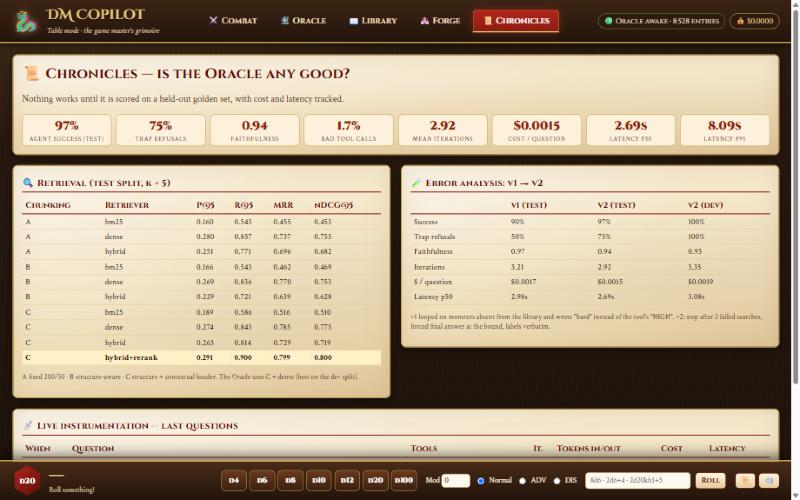 DM Copilot
Table mode · the game master's grimoire
Combat
Oracle
Library
Forge
Chronicles
Oracle awake · 8528 entries
$0.0000
Chronicles — is the Oracle any good?
Nothing works until it is scored on a held-out golden set, with cost and latency tracked.
97% 75% 0.94 1.7% 2.92 $0.0015 2.69s 8.09s
Agent success (test) Trap refusals Faithfulness Bad tool calls Mean iterations Cost / question Latency p50 Latency p95
Retrieval (test split, k = 5)
Chunking Retriever P@5 R@5 MRR nDCG@5
A bm25 0.160 0.543 0.455 0.453
A dense 0.280 0.857 0.737 0.755
A hybrid 0.251 0.771 0.696 0.682
B bm25 0.166 0.543 0.462 0.469
B dense 0.269 0.836 0.770 0.753
B hybrid 0.229 0.721 0.639 0.628
C bm25 0.189 0.586 0.516 0.510
C dense 0.274 0.843 0.785 0.775
C hybrid 0.263 0.814 0.729 0.719
C hybrid+rerank 0.291 0.900 0.799 0.800
A fixed 200/50 · B structure-aware · C structure + contextual header. The Oracle uses C + dense (best on the dev split).
Error analysis: v1 → v2
v1 (test) v2 (test) v2 (dev)
Success 90% 97% 100%
Trap refusals 50% 75% 100%
Faithfulness 0.97 0.94 0.93
Iterations 3.21 2.92 3.35
$ / question $0.0017 $0.0015 $0.0019
Latency p50 2.98s 2.69s 3.08s
v1 looped on monsters absent from the library and wrote "hard" instead of the tool's "HIGH". v2: stop after 3 failed searches,
forced final answer at the bound, labels verbatim.
Live instrumentation — last questions
When Question Tools It. Tokens in/out Cost Latency
D20
—
Roll something!
D4 D6 D8 D10 D12 D20 D100
Mod 0
Normal ADV DIS
8d6 · 2d6+4 · 2d20kh1+5
Roll